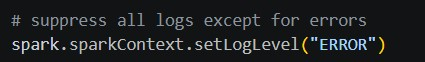 # suppress all logs except for errors
spark.sparkContext.setLogLevel("ERROR")